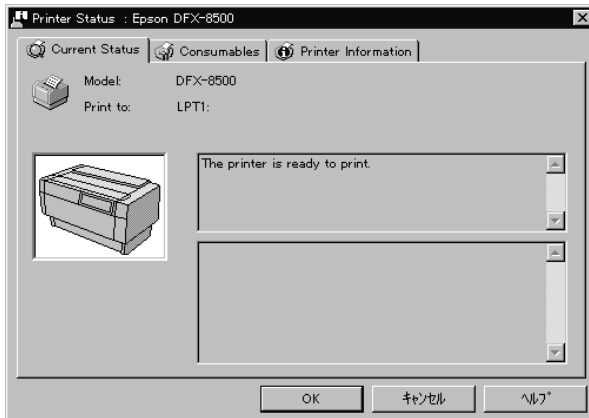 Printer Status : Epson DFX-8500
Current Status Consumables Printer Information
Model: DFX-8500
Print to: LPT1:
The printer is ready to print.
OK ｷｬﾝｾﾙ ﾍﾙﾌﾟ